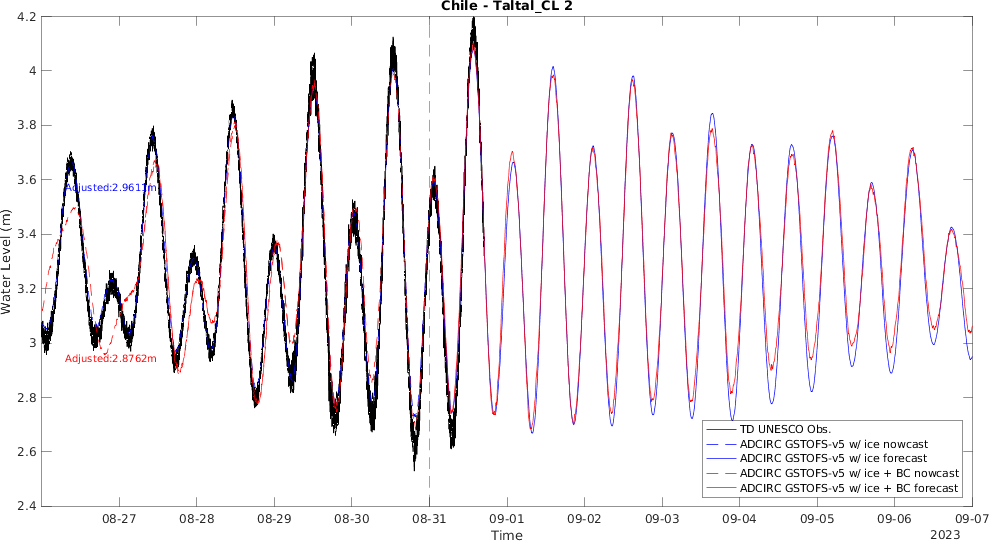 Chile - Taltal_CL 2
4.2
4
3.8
3.6
3.4
3.2
3
2.8
2.6
2.4
Water Level (m)
Adjusted:2.9611m
Adjusted:2.8762m
TD UNESCO Obs.
ADCIRC GSTOFS-v5 w/ ice nowcast
ADCIRC GSTOFS-v5 w/ ice forecast
ADCIRC GSTOFS-v5 w/ ice + BC nowcast
ADCIRC GSTOFS-v5 w/ ice + BC forecast
08-27 08-28 08-29 08-30 08-31 09-01 09-02 09-03 09-04 09-05 09-06 09-07
Time 2023